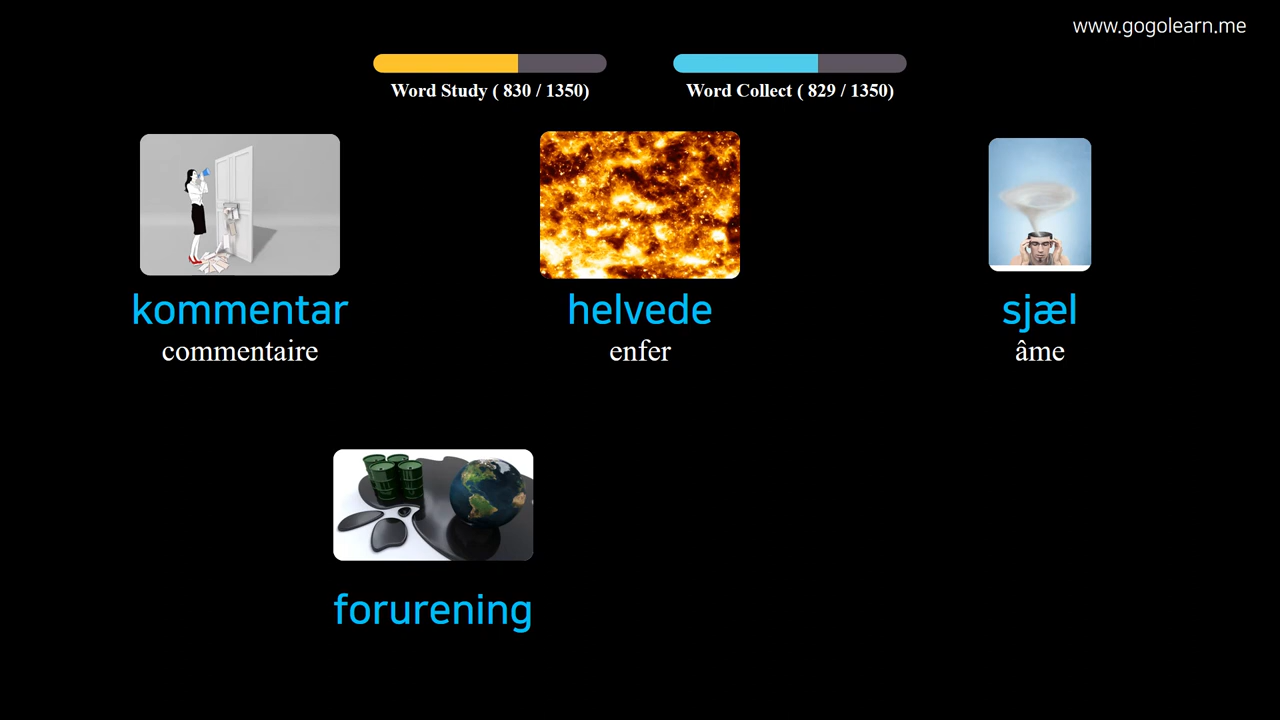 www.gogolearn.me
Word Study ( 830 / 1350)
Word Collect ( 829 / 1350)
kommentar
commentaire
helvede
enfer
sjæl
âme
forurening